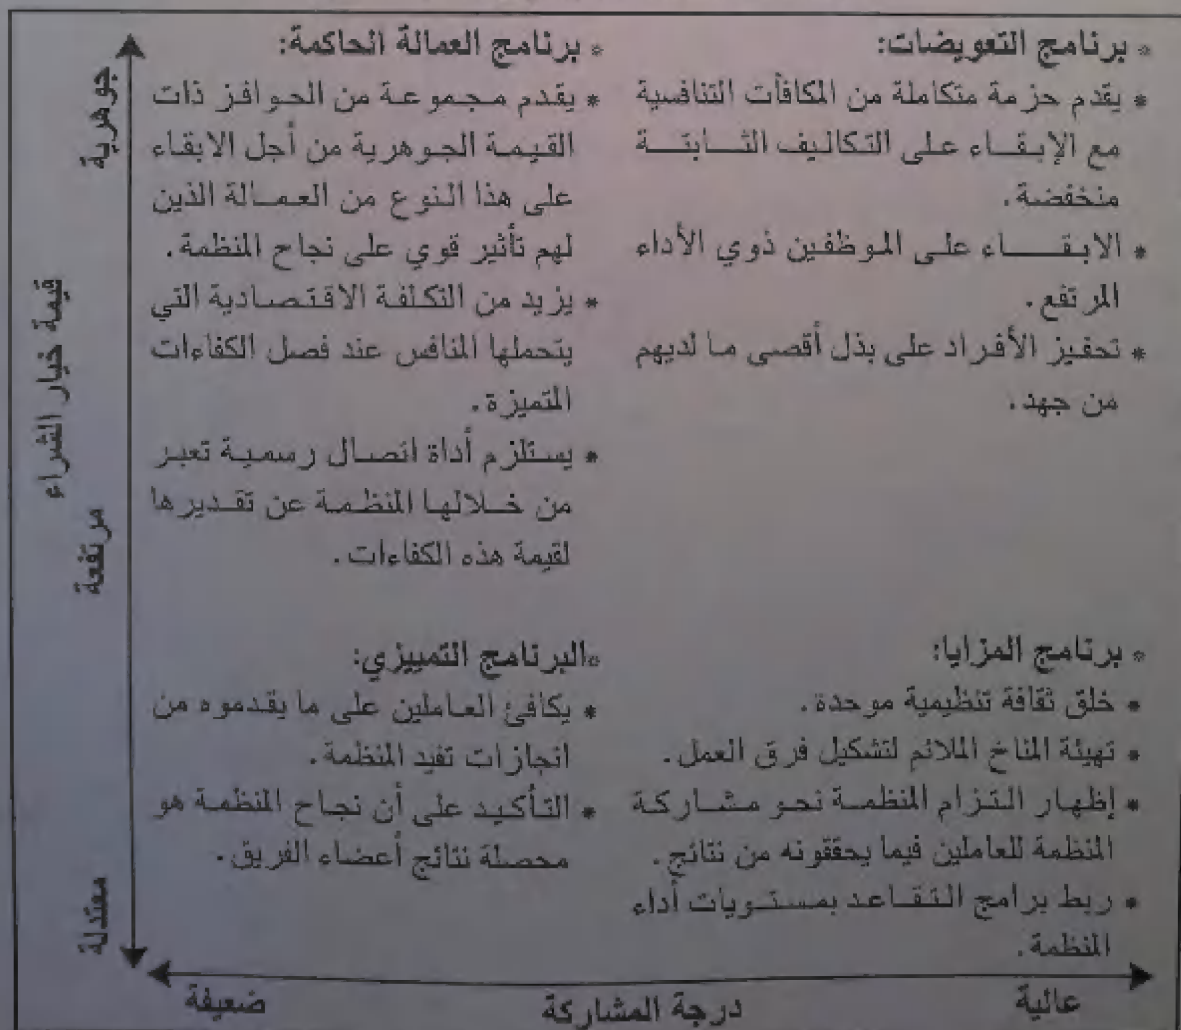 * برنامج التعويضات:
* يقدم حزمة متكاملة من المكافآت التنافسية
مع الإبقاء على التكاليف الثابتة
منخفضة.
* الابقاء على الموظفين ذوي الأداء
المرتفع.
* تحفيز الأفراد على بذل أقصى ما لديهم
من جهد.
* برنامج العمالة الحاكمة:
* يقدم مجموعة من الحوافز ذات
القيمة الجوهرية من أجل الابقاء
على هذا النوع من العمالة الذين
لهم تأثير قوي على نجاح المنظمة.
* يزيد من التكلفة الاقتصادية التي
يتحملها المنافس عند فصل الكفاءات
المتميزة.
* يستلزم أداة اتصال رسمية تعبر
من خلالها المنظمة عن تقديرها
لقيمة هذه الكفاءات.
* برنامج المزايا:
* خلق ثقافة تنظيمية موحدة.
* تهيئة المناخ الملائم لتشكيل فرق العمل.
* إظهار التزام المنظمة نحو مشاركة
المنظمة للعاملين فيما يحققونه من نتائج.
* ربط برامج التقاعد بمستويات أداء
المنظمة.
*البرنامج التمييزي:
* يكافئ العاملين على ما يقدموه من
انجازات تفيد المنظمة.
* التأكيد على أن نجاح المنظمة هو
محصلة نتائج أعضاء الفريق.
جوهرية
قيمة خيار الشراء
مرتفعة
معتدلة
عالية
درجة المشاركة
ضعيفة